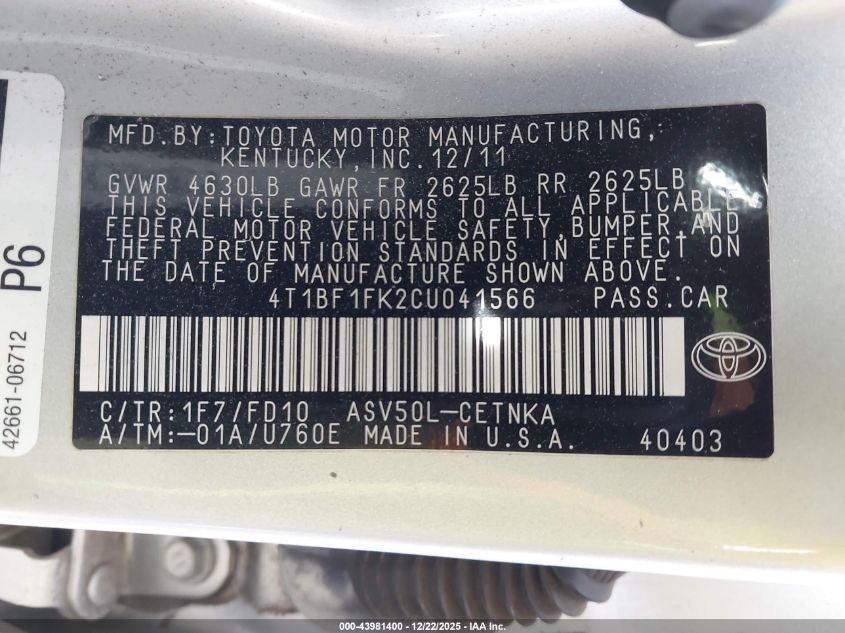 MFD. BY: TOYOTA MOTOR MANUFACTURING,
KENTUCKY, INC. 12/11
GVWR 4630LB GAWR FR 2625LB RR 2625LB
THIS VEHICLE CONFORMS TO ALL APPLICABLE
FEDERAL MOTOR VEHICLE SAFETY, BUMPER, AND
THEFT PREVENTION STANDARDS IN EFFECT ON
THE DATE OF MANUFACTURE SHOWN ABOVE.
4T1BF1FK2CU041566 PASS. CAR
C/TR: 1F7/FD10 ASV50L-CETNKA
A/TM:-01A/U760E MADE IN U.S.A. 40403
P6
42661-06712
000-43981400 | 12/22/2025 - IAA Inc.